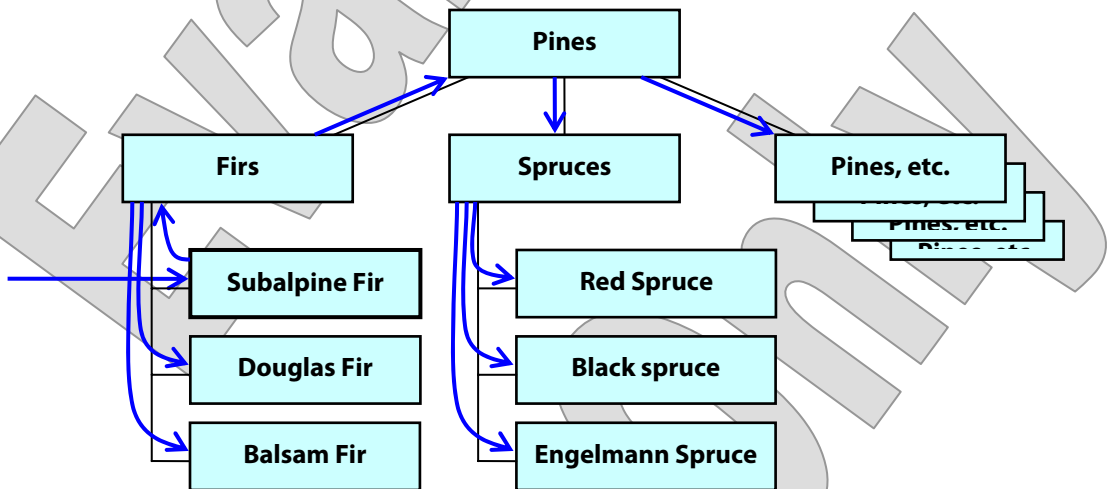 Pines
Firs
Spruces
Pines, etc.
Pines, etc.
Subalpine Fir
Red Spruce
Douglas Fir
Black spruce
Balsam Fir
Engelmann Spruce